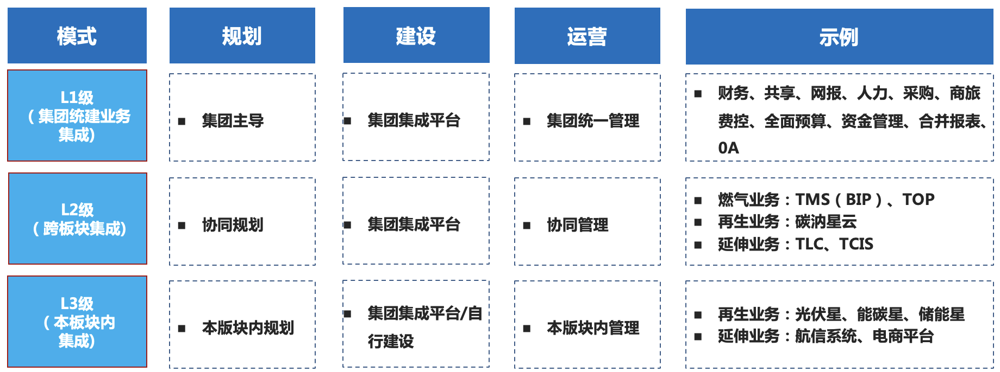 模式
规划
建设
运营
示例
L1级
（集团统建业务
集成)
■ 集团主导
■ 集团集成平台
■ 集团统一管理
■ 财务、共享、网报、人力、采购、商旅
费控、全面预算、资金管理、合并报表、
0A
L2级
（跨板块集成)
■ 协同规划
■ 集团集成平台
■ 协同管理
■ 燃气业务：TMS（BIP）、TOP
■ 再生业务：碳汭星云
■ 延伸业务：TLC、TCIS
L3级
（本板块内
集成)
■ 本版块内规划
■ 集团集成平台/自
行建设
■ 本版块内管理
■ 再生业务：光伏星、能碳星、储能星
■ 延伸业务：航信系统、电商平台